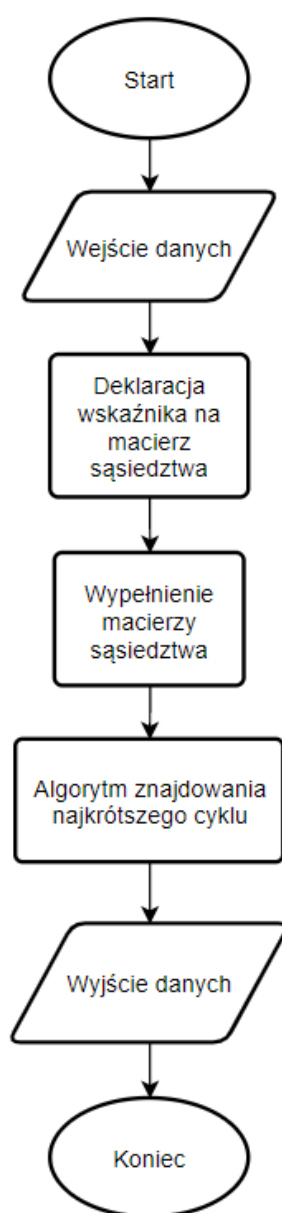 Start
Wejście danych
Deklaracja
wskaźnika na
macierz
sąsiedztwa
Wypełnienie
macierzy
sąsiedztwa
Algorytm znajdowania
najkrótszego cyklu
Wyjście danych
Koniec